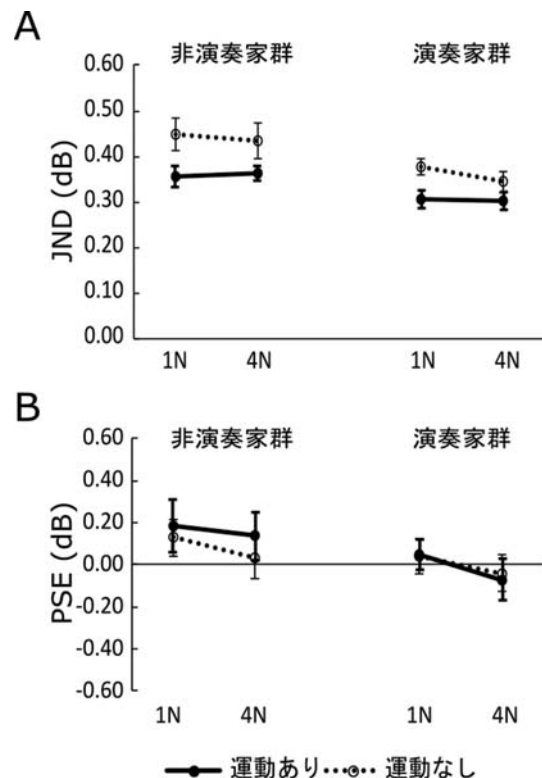 A
0.60
非演奏家群 演奏家群
0.50
0.40
0.30
0.20
0.10
0.00
JND (dB)
1N 4N 1N 4N
B
0.60
非演奏家群 演奏家群
0.40
0.20
0.00
-0.20
-0.40
-0.60
PSE (dB)
1N 4N 1N 4N
運動あり 運動なし